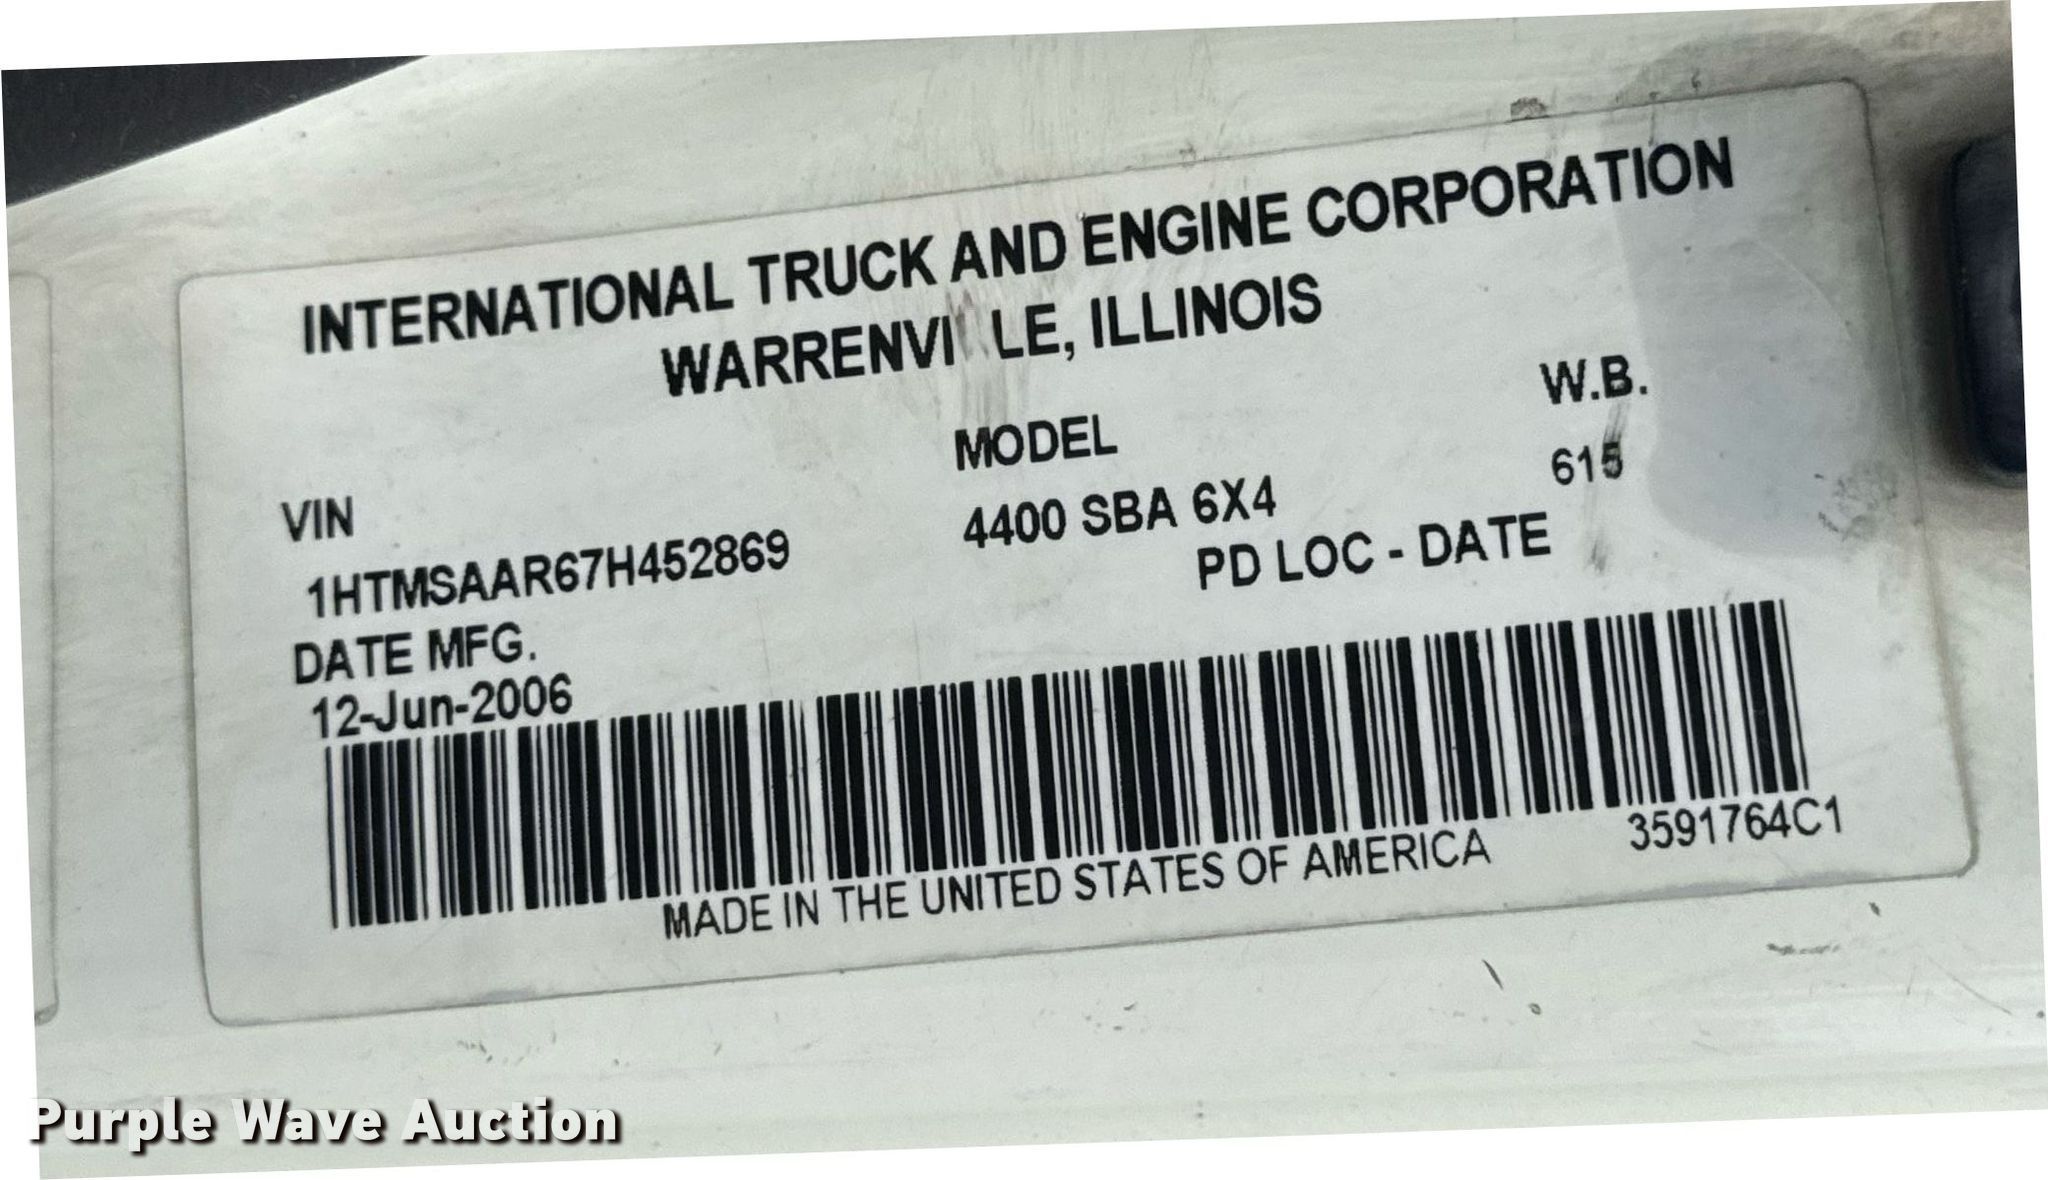 INTERNATIONAL TRUCK AND ENGINE CORPORATION
WARRENVI LE, ILLINOIS
MODEL W.B.
VIN 4400 SBA 6X4 615
1HTMSAAR67H452869 PD LOC - DATE
DATE MFG.
12-Jun-2006
MADE IN THE UNITED STATES OF AMERICA 3591764C1
Purple Wave Auction